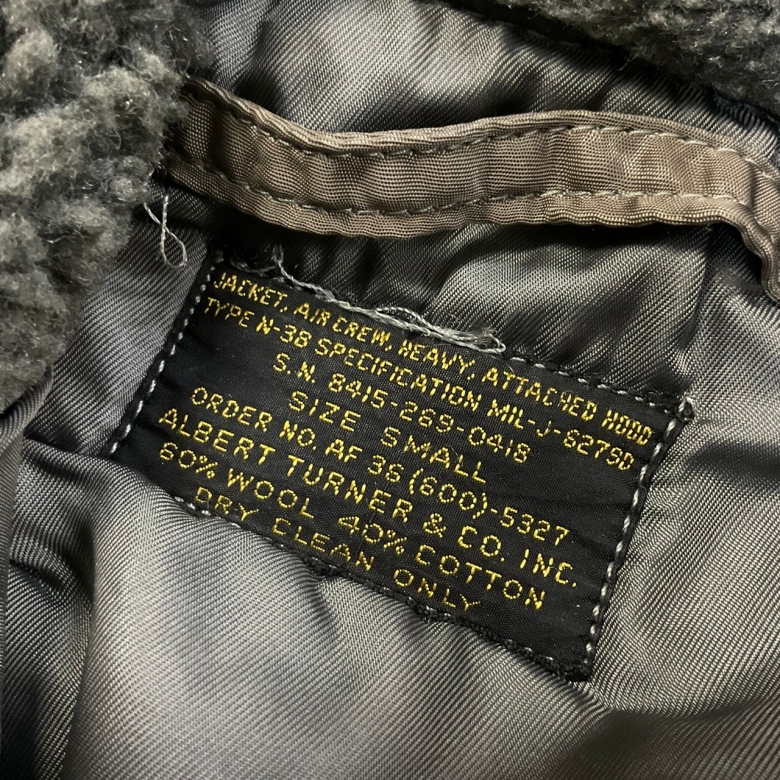 JACKET, AIR CREW, HEAVY, ATTACHED HOOD
TYPE N-3B SPECIFICATION MIL-J-6279D
S.N. 8415-269-0418
SIZE SMALL
ORDER NO. AF 36(600)-5327
ALBERT TURNER & CO. INC.
60% WOOL 40% COTTON
DRY CLEAN ONLY